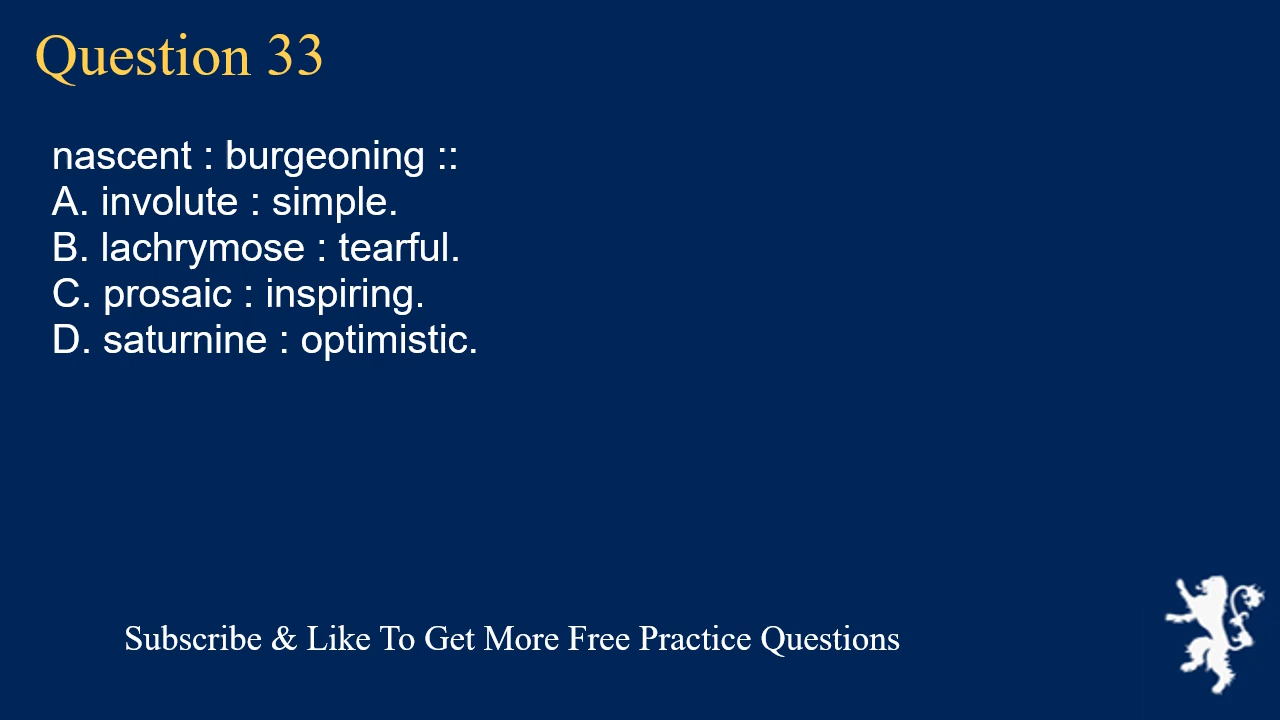 Question 33
nascent : burgeoning ::
A. involute : simple.
B. lachrymose : tearful.
C. prosaic : inspiring.
D. saturnine : optimistic.
Subscribe & Like To Get More Free Practice Questions